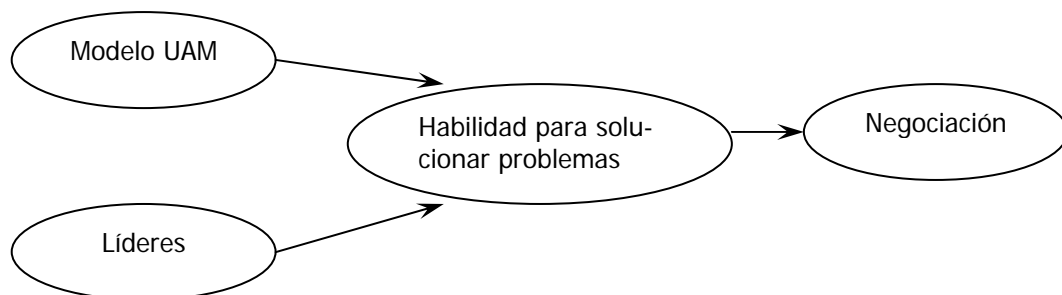 Modelo UAM
Habilidad para solu-
cionar problemas
Negociación
Líderes